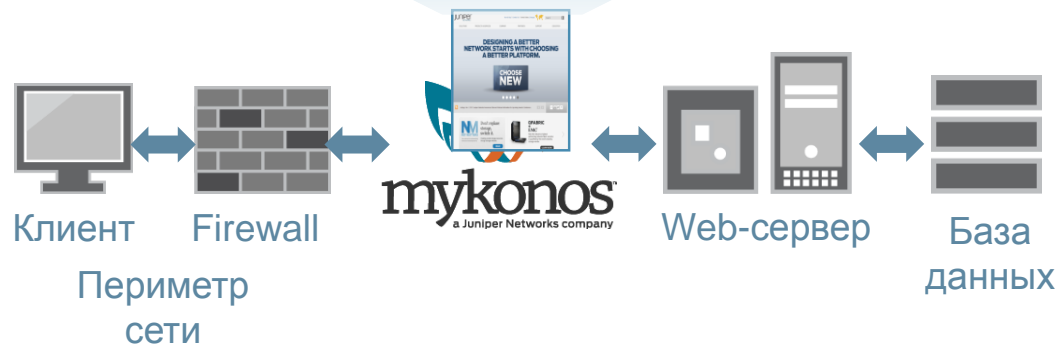 JUNIPER
DESIGNING A BETTER
NETWORK STARTS WITH CHOOSING
A BETTER PLATFORM.
CHOOSE
NEW
mykonos
a Juniper Networks company
Клиент
Firewall
Web-сервер
База
данных
Периметр
сети